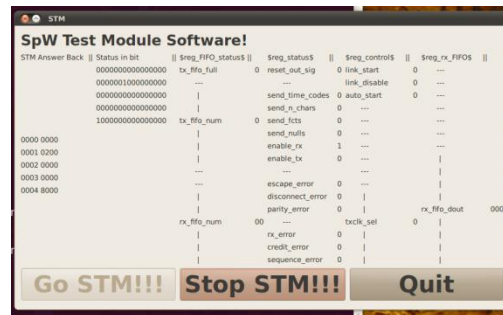 STM
SpW Test Module Software!
STM Answer Back || Status in bit || $reg_FIFO_status$ || $reg_status$ || $reg_control$ || $reg_rx_FIFO$ ||
0000000000000000 tx_fifo_full 0 reset_out_sig 0 link_start 0 ---
0000001000000000 --- --- link_disable 0 ---
0000000000000000 | send_time_codes 0 auto_start 0 ---
0000000000000000 | send_n_chars 0 --- ---
1000000000000000 tx_fifo_num 0 send_fcts 0 --- ---
| send_nulls 0 --- ---
0000 0000 | enable_rx 1 --- ---
0001 0200 | enable_tx 0 --- |
0002 0000 --- --- --- |
0003 0000 --- escape_error 0 --- |
0004 8000 | disconnect_error 0 | |
| parity_error 0 | rx_fifo_dout 000
rx_fifo_num 00 --- txclk_sel 0 |
| rx_error 0 | |
| credit_error 0 | |
| sequence_error 0 | |
Go STM!!! Stop STM!!! Quit